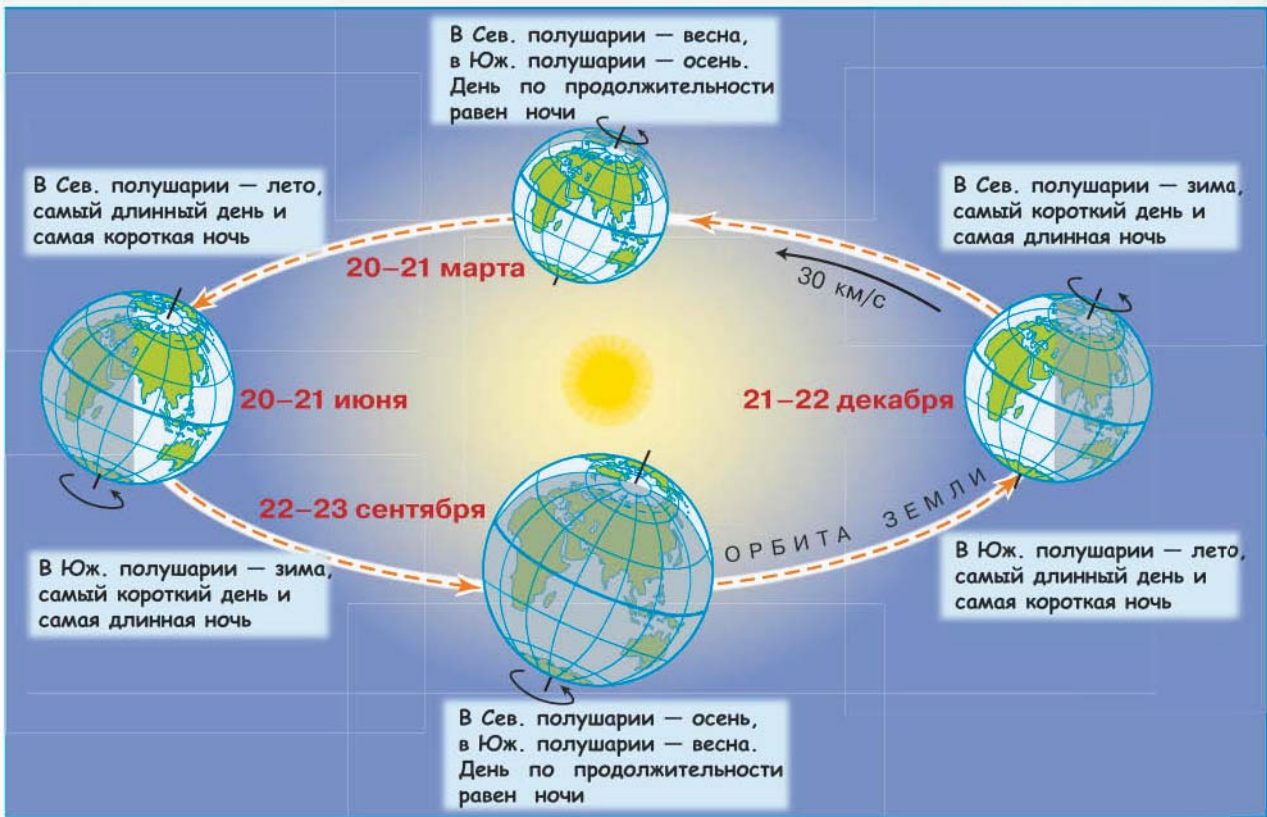 В Сев. полушарии — весна,
в Юж. полушарии — осень.
День по продолжительности
равен ночи
В Сев. полушарии — лето,
самый длинный день и
самая короткая ночь
В Сев. полушарии — зима,
самый короткий день и
самая длинная ночь
20–21 марта
30 км/с
20–21 июня
21–22 декабря
22–23 сентября
ОРБИТА ЗЕМЛИ
В Юж. полушарии — зима,
самый короткий день и
самая длинная ночь
В Юж. полушарии — лето,
самый длинный день и
самая короткая ночь
В Сев. полушарии — осень,
в Юж. полушарии — весна.
День по продолжительности
равен ночи